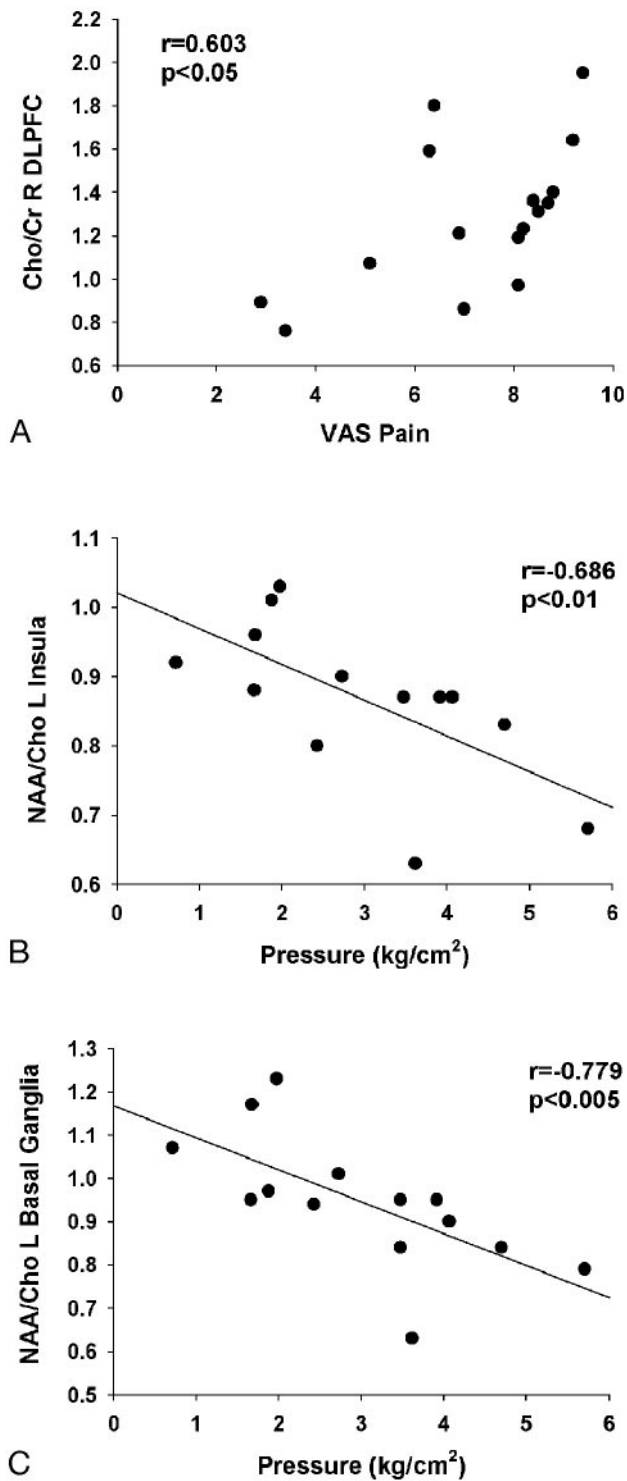 r=0.603
p<0.05
2.2
2.0
1.8
1.6
1.4
1.2
1.0
0.8
0.6
Cho/Cr R DLPFC
0 2 4 6 8 10
VAS Pain
A
r=-0.686
p<0.01
1.1
1.0
0.9
0.8
0.7
0.6
NAA/Cho L Insula
0 1 2 3 4 5 6
Pressure (kg/cm²)
B
r=-0.779
p<0.005
1.3
1.2
1.1
1.0
0.9
0.8
0.7
0.6
0.5
NAA/Cho L Basal Ganglia
0 1 2 3 4 5 6
Pressure (kg/cm²)
C